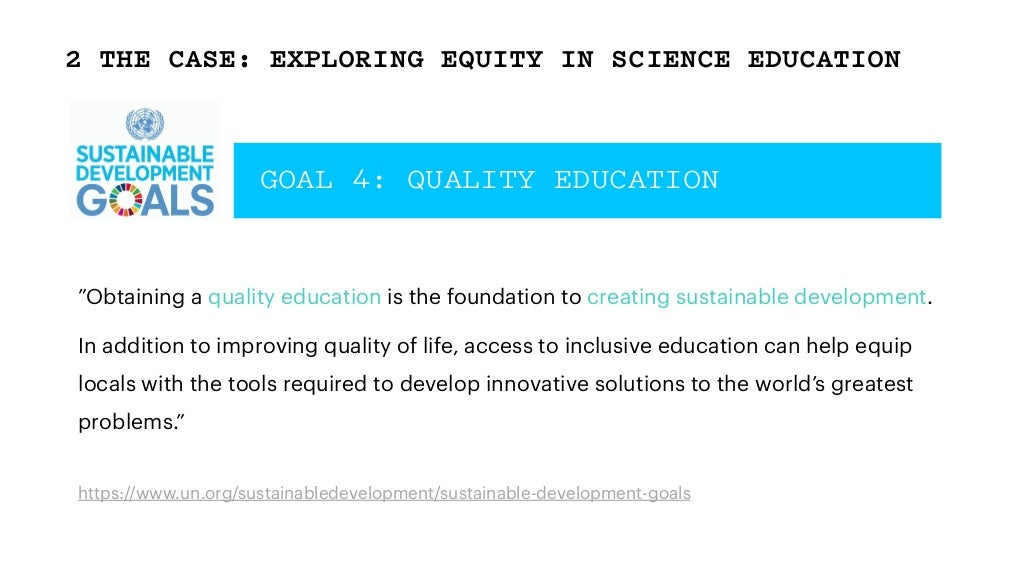 2 THE CASE: EXPLORING EQUITY IN SCIENCE EDUCATION
SUSTAINABLE
DEVELOPMENT
GOALS
GOAL 4: QUALITY EDUCATION
”Obtaining a quality education is the foundation to creating sustainable development.
In addition to improving quality of life, access to inclusive education can help equip
locals with the tools required to develop innovative solutions to the world’s greatest
problems.”
https://www.un.org/sustainabledevelopment/sustainable-development-goals